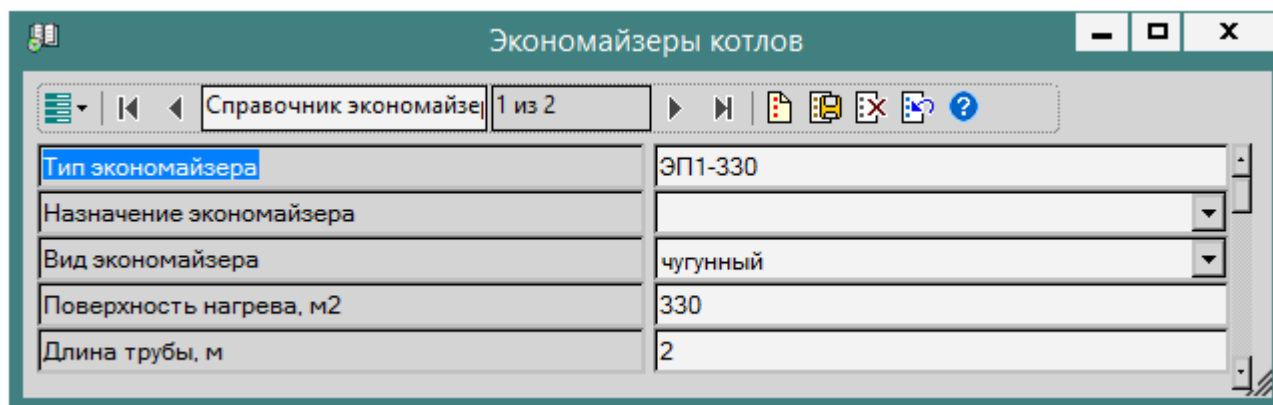 Экономайзеры котлов
Справочник экономайзе 1 из 2
Тип экономайзера ЭП1-330
Назначение экономайзера
Вид экономайзера чугунный
Поверхность нагрева, м2 330
Длина трубы, м 2